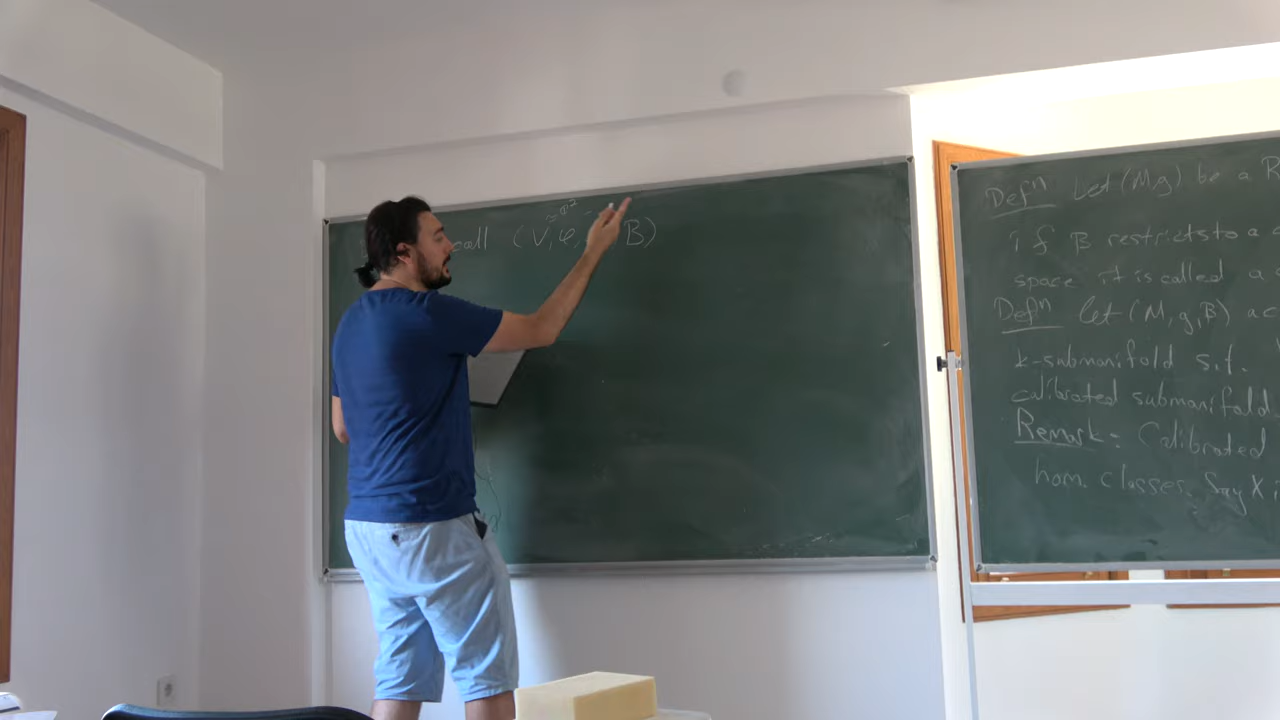 call (V, φ, B)
Defⁿ Let (M g) be a R
if B restricts to a c
space it is called a
Defⁿ let (M, g, B) a c
k-submanifold s.t.
calibrated submanifold
Remark: Calibrated
hom. classes. Say X i